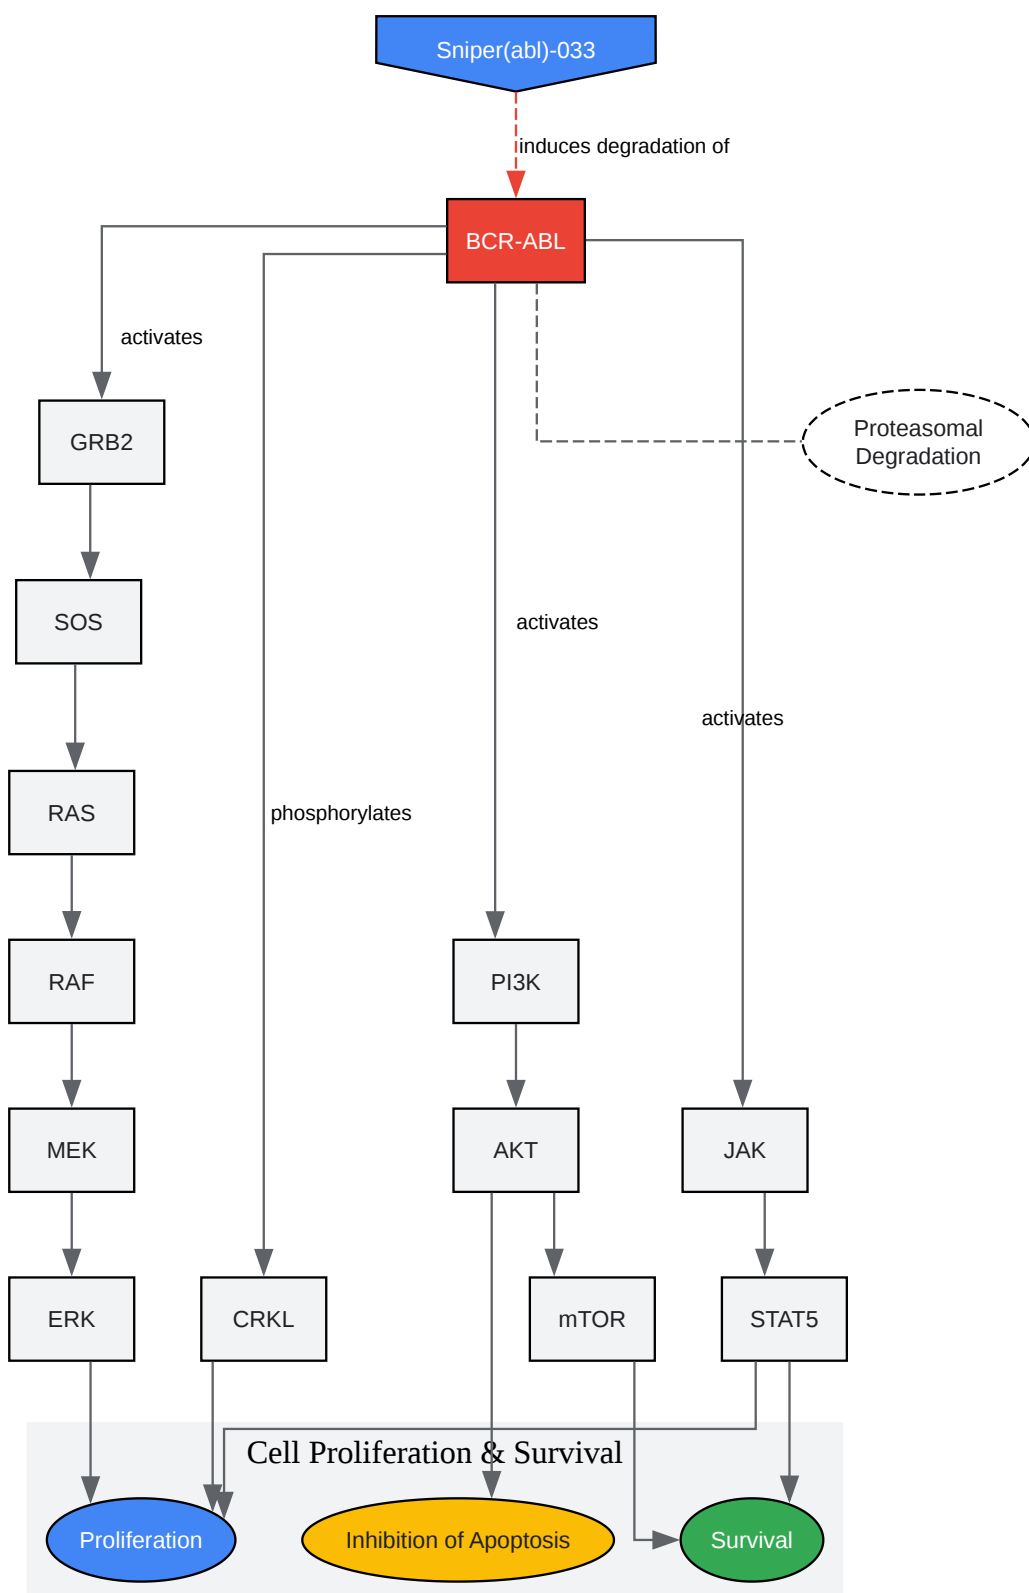 Sniper(abl)-033
induces degradation of
BCR-ABL
activates
GRB2
Proteasomal
Degradation
SOS
activates
activates
RAS
phosphorylates
RAF
PI3K
MEK
AKT
JAK
ERK
CRKL
mTOR
STAT5
Cell Proliferation & Survival
Proliferation
Inhibition of Apoptosis
Survival